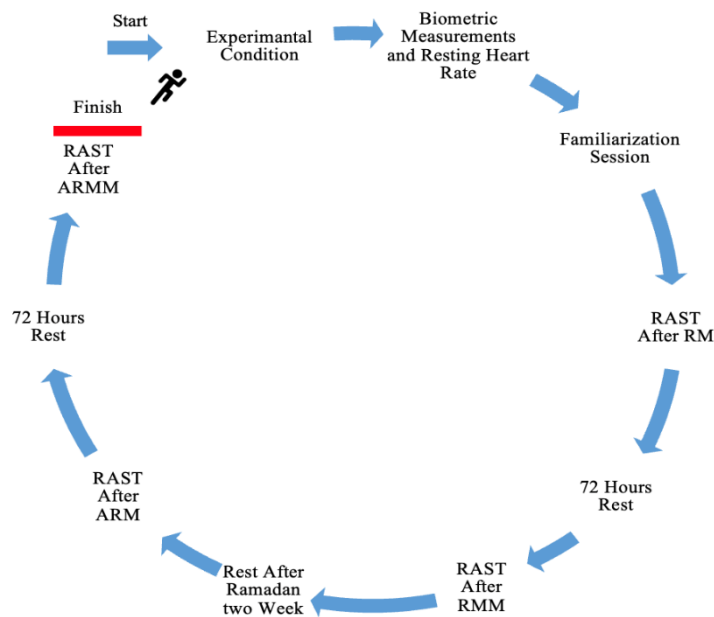 Start
Experimantal
Condition
Biometric
Measurements
and Resting Heart
Rate
Familiarization
Session
RAST
After RM
72 Hours
Rest
RAST
After
RMM
Rest After
Ramadan
two Week
RAST
After
ARM
72 Hours
Rest
RAST
After
ARMM
Finish